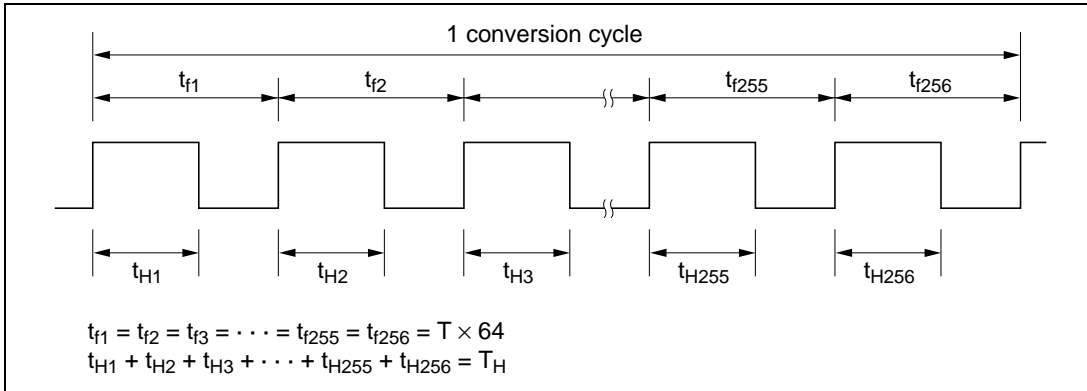 1 conversion cycle
tf1 tf2 tf255 tf256
tH1 tH2 tH3 tH255 tH256
tf1 = tf2 = tf3 = · · · = tf255 = tf256 = T × 64
tH1 + tH2 + tH3 + · · · + tH255 + tH256 = TH